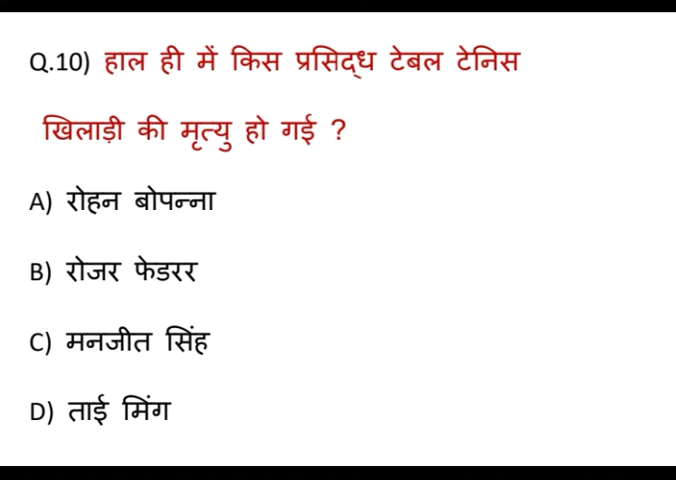 Q.10) हाल ही में किस प्रसिद्ध टेबल टेनिस
खिलाड़ी की मृत्यु हो गई ?
A) रोहन बोपन्ना
B) रोजर फेडरर
C) मनजीत सिंह
D) ताई मिंग